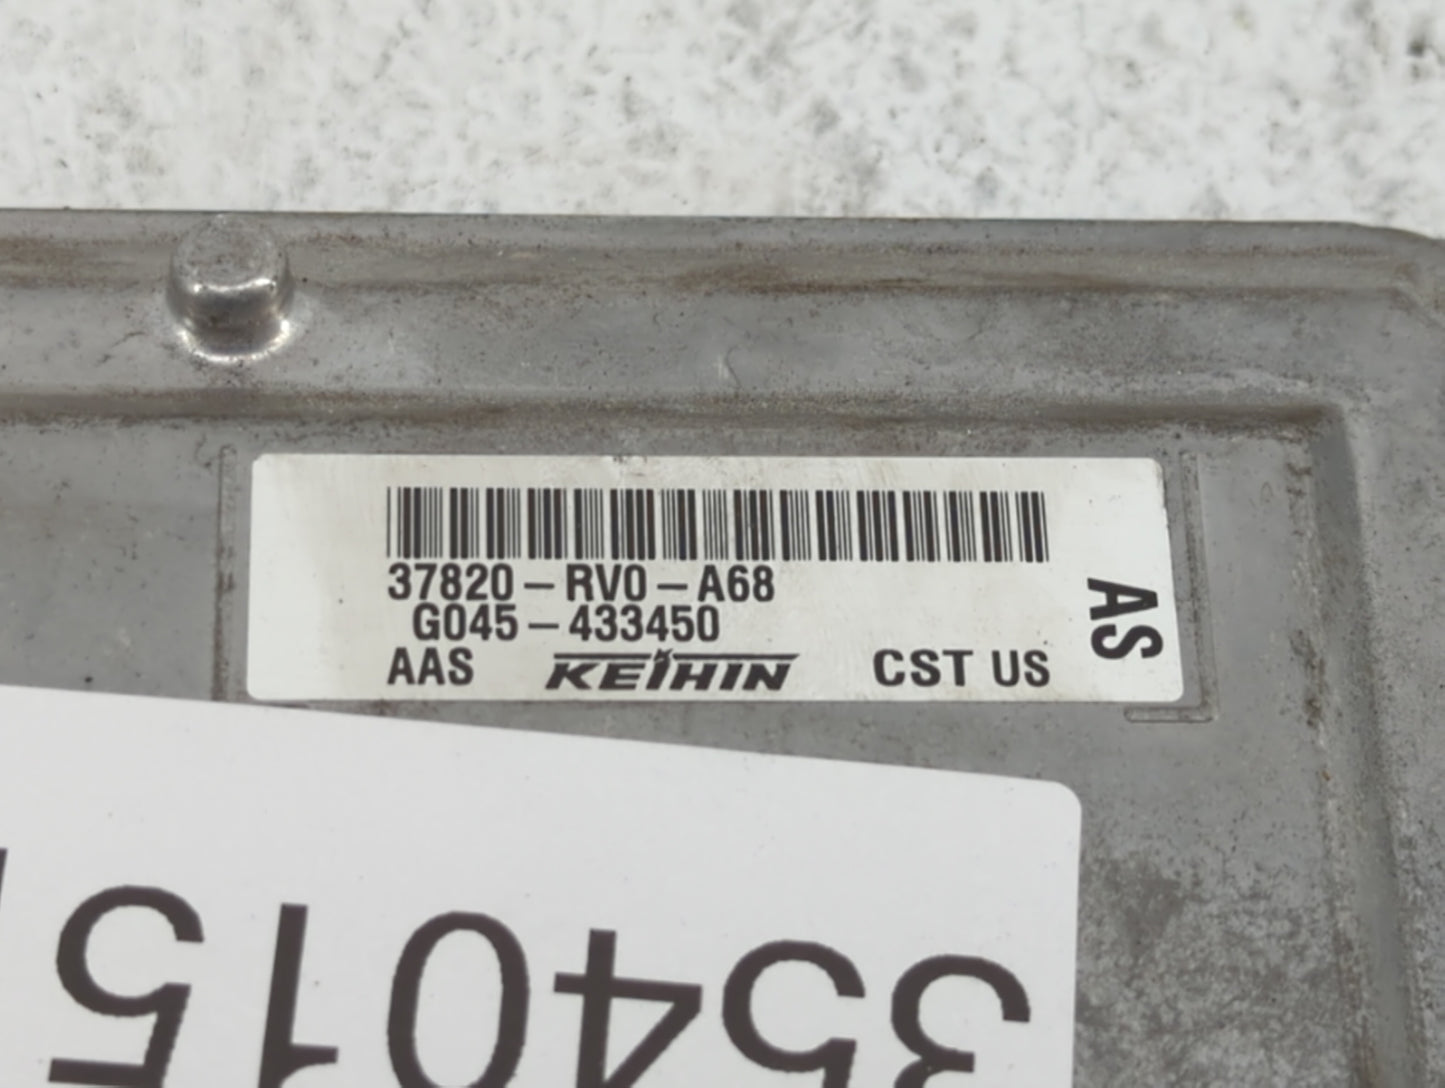 37820-RV0-A68
G045-433450
AAS KEIHIN CST US
AS
354015